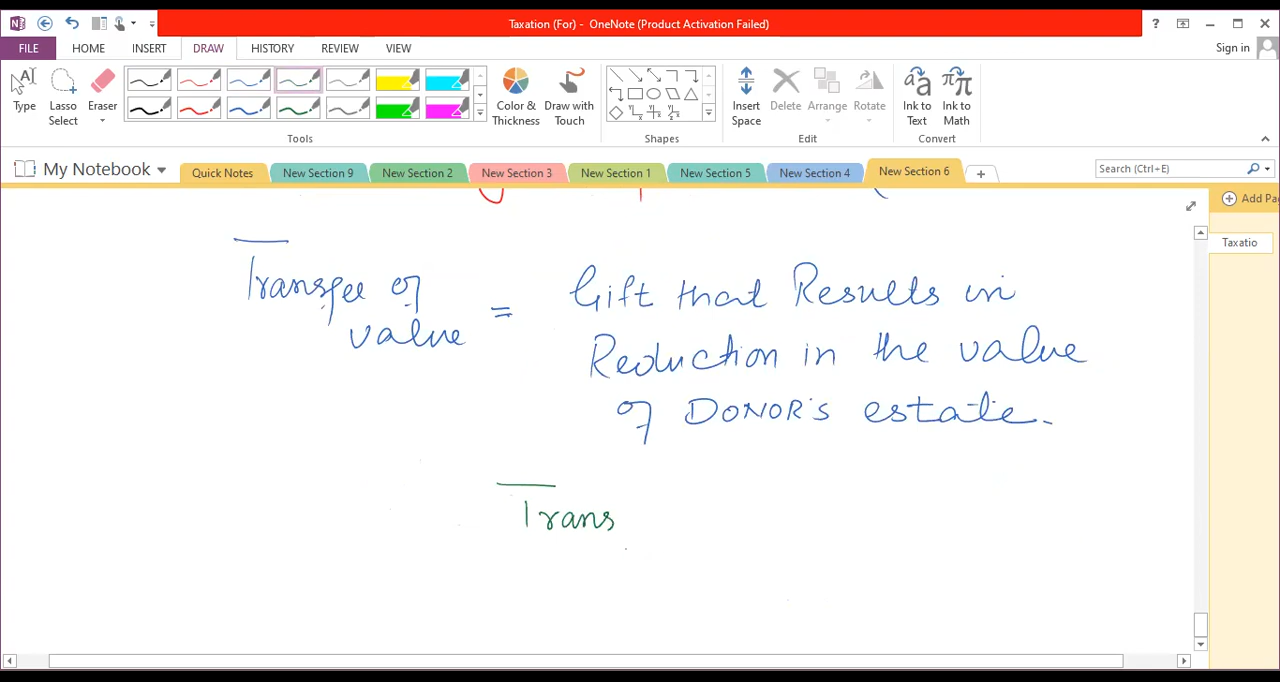 Taxation (For) - OneNote (Product Activation Failed)
?
FILE HOME INSERT DRAW HISTORY REVIEW VIEW
Sign in
Type
Lasso Select
Eraser
Color & Thickness
Draw with Touch
Insert Space
Delete
Arrange
Rotate
Ink to Text
Ink to Math
Tools Shapes Edit Convert
My Notebook Quick Notes New Section 9 New Section 2 New Section 3 New Section 1 New Section 5 New Section 4 New Section 6
Search (Ctrl+E)
Add Pa
Taxatio
Transfer of
value
= Gift that Results in
Reduction in the value
of DONOR's estate.
Trans